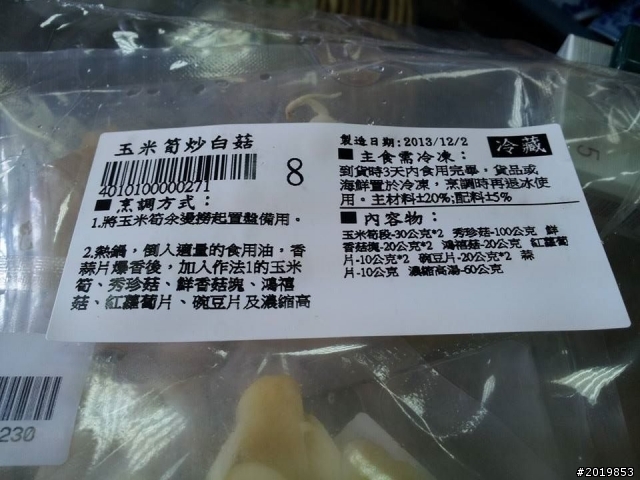 玉米筍炒白菇
4010100000271
8
■烹調方式：
1.將玉米筍汆燙撈起置盤備用。
2.熱鍋，倒入適量的食用油，香
蒜片爆香後，加入作法1的玉米
筍、秀珍菇、鮮香菇塊、鴻禧
菇、紅蘿蔔片、碗豆片及濃縮高
製造日期:2013/12/2
冷藏
■主食需冷凍：
到貨時3天內食用完畢，貨品或
海鮮置於冷凍，烹調時再退冰使
用。主材料±20%;配料±5%
■內容物：
玉米筍段-30公克*2 秀珍菇-100公克 鮮
香菇塊-20公克*2 鴻禧菇-20公克 紅蘿蔔
片-10公克*2 碗豆片-20公克*2 蒜
片-10公克 濃縮高湯-60公克
5
230
#2019853